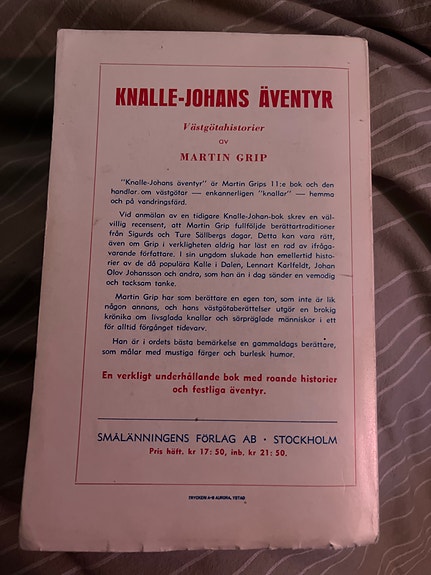 KNALLE-JOHANS ÄVENTYR
Västgötahistorier
av
MARTIN GRIP
"Knalle-Johans äventyr" är Martin Grips 11:e bok och den
handlar om västgötar — enkannerligen "knallar" — hemma
och på vandringsfärd.
Vid anmälan av en tidigare Knalle-Johan-bok skrev en väl-
villig recensent, att Martin Grip fullföljde berättartraditioner
från Sigurds och Ture Sällbergs dagar. Detta kan vara rätt,
även om Grip i verkligheten aldrig har läst en rad av ifråga-
varande författare. I sin ungdom slukade han emellertid histo-
rier av de då populära Kalle i Dalen, Lennart Karlfeldt, Johan
Olov Johansson och andra, som han än i dag sänder en vemodig
och tacksam tanke.
Martin Grip har som berättare en egen ton, som inte är lik
någon annans, och hans västgötaberättelser utgör en brokig
krönika om livsglada knallar och särpräglade människor i ett
för alltid förgånget tidevarv.
Han är i ordets bästa bemärkelse en gammaldags berättare,
som målar med mustiga färger och burlesk humor.
En verkligt underhållande bok med roande historier
och festliga äventyr.
SMÅLÄNNINGENS FÖRLAG AB · STOCKHOLM
Pris häft. kr 17:50, inb. kr 21:50.
TRYCKERI A-B AURORA, YSTAD